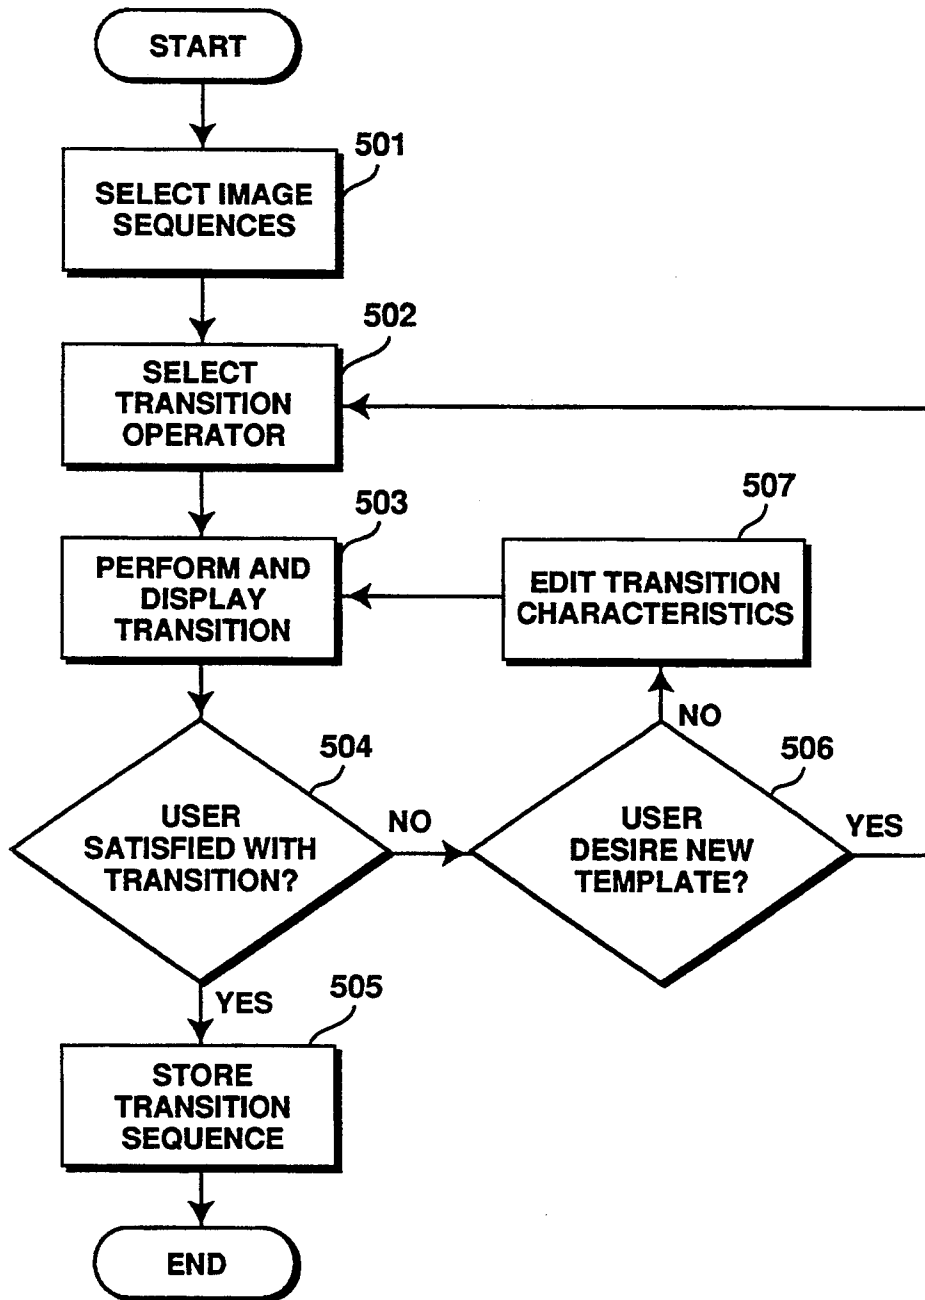 START
501
SELECT IMAGE
SEQUENCES
502
SELECT
TRANSITION
OPERATOR
503
PERFORM AND
DISPLAY
TRANSITION
507
EDIT TRANSITION
CHARACTERISTICS
NO
504
USER
SATISFIED WITH
TRANSITION?
NO
506
USER
DESIRE NEW
TEMPLATE?
YES
YES
505
STORE
TRANSITION
SEQUENCE
END